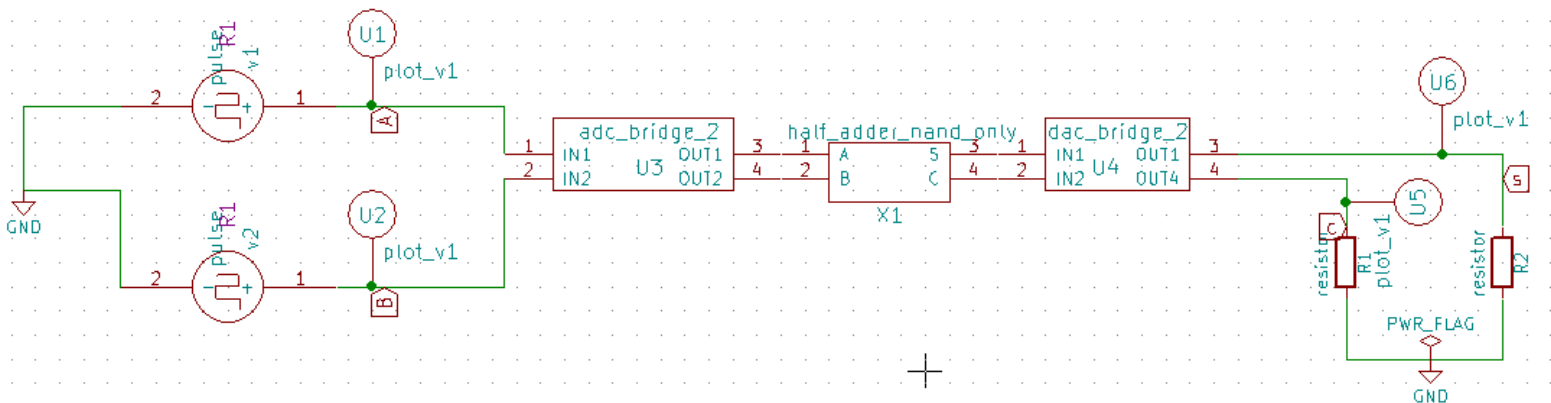 R1
pulse
v1
2
1
U1
plot_v1
A
GND
R1
pulse
v2
2
1
U2
plot_v1
B
adc_bridge_2
1 IN1 OUT1 3
2 IN2 OUT2 4
U3
half_adder_nand_only
1 A S 3
2 B C 4
X1
dac_bridge_2
1 IN1 OUT1 3
2 IN2 OUT4 4
U4
U6
plot_v1
S
U5
plot_v1
C
resistor
R1
resistor
R2
PWR_FLAG
GND